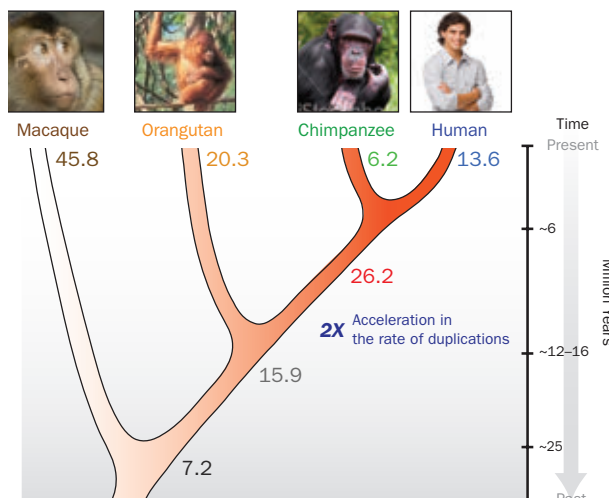 Macaque
Orangutan
Chimpanzee
Human
Time
Present
45.8
20.3
6.2
13.6
~6
26.2
2X Acceleration in
the rate of duplications
~12–16
15.9
~25
7.2
Million Years
Past